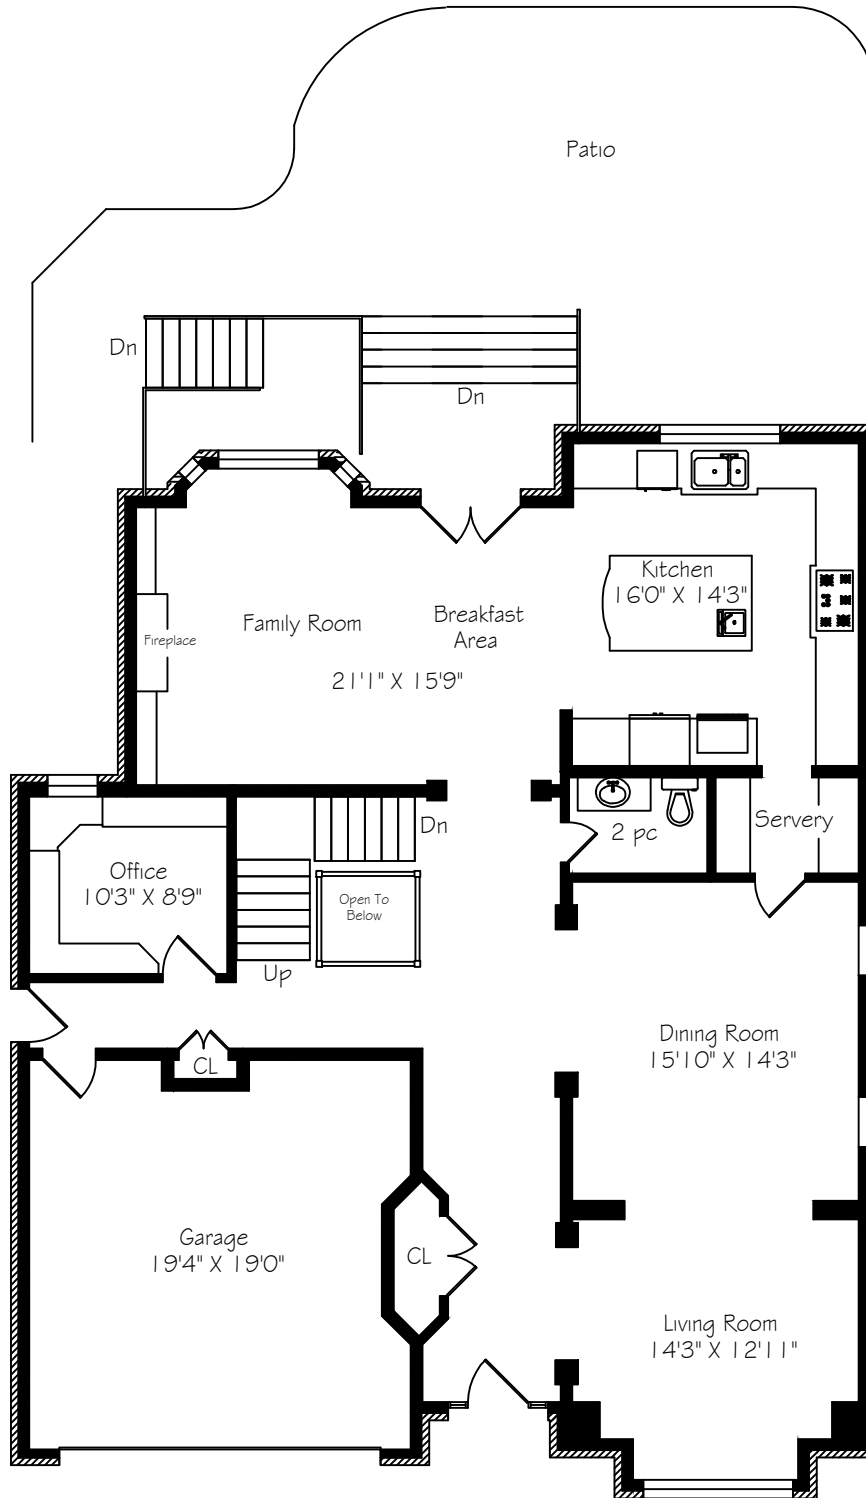 Patio
Dn
Dn
Kitchen
16'0" X 14'3"
Family Room
Breakfast
Area
Fireplace
21'1" X 15'9"
Dn
2 pc
Servery
Office
10'3" X 8'9"
Open To
Below
Up
Dining Room
15'10" X 14'3"
CL
Garage
19'4" X 19'0"
CL
Living Room
14'3" X 12'11"